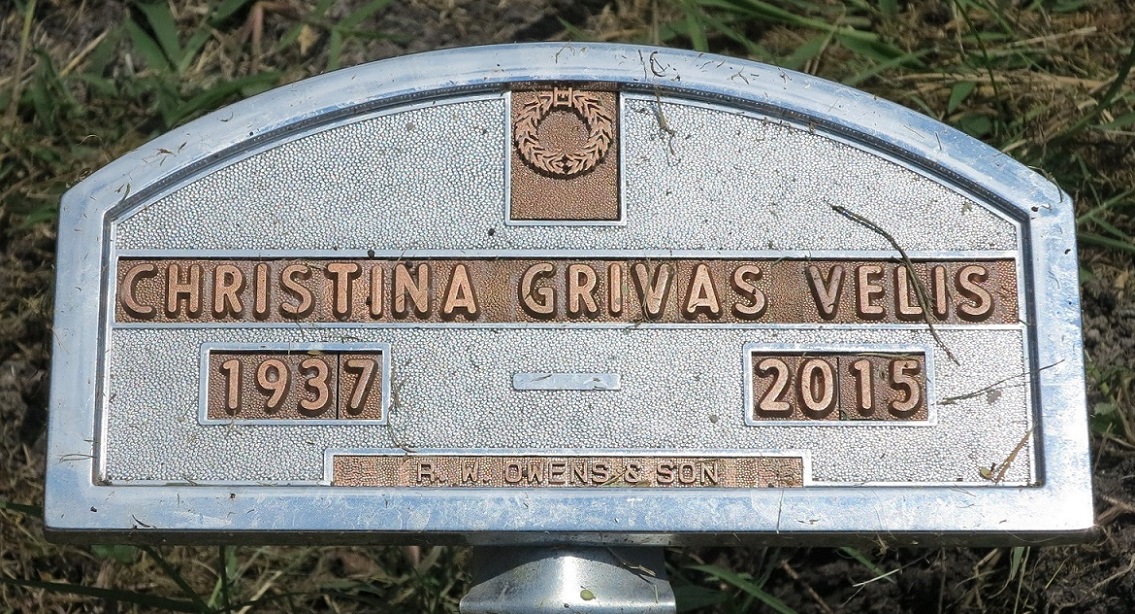 CHRISTINA GRIVAS VELIS
1937 – 2015
R. W. OWENS & SON